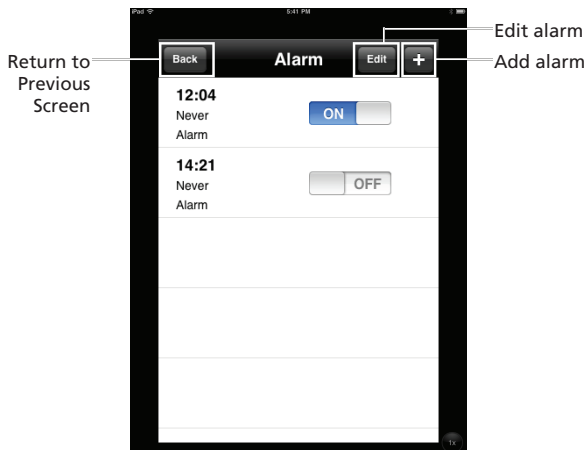 iPad 5:41 PM
Edit alarm
Return to Previous Screen
Back Alarm Edit +
Add alarm
12:04
Never
Alarm
ON
14:21
Never
Alarm
OFF
1x